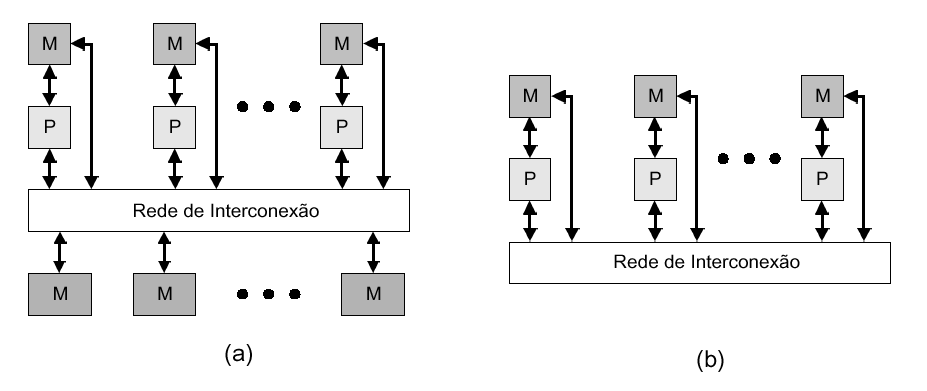 M M M
P P P
Rede de Interconexão
M M M
(a)
M M M
P P P
Rede de Interconexão
(b)